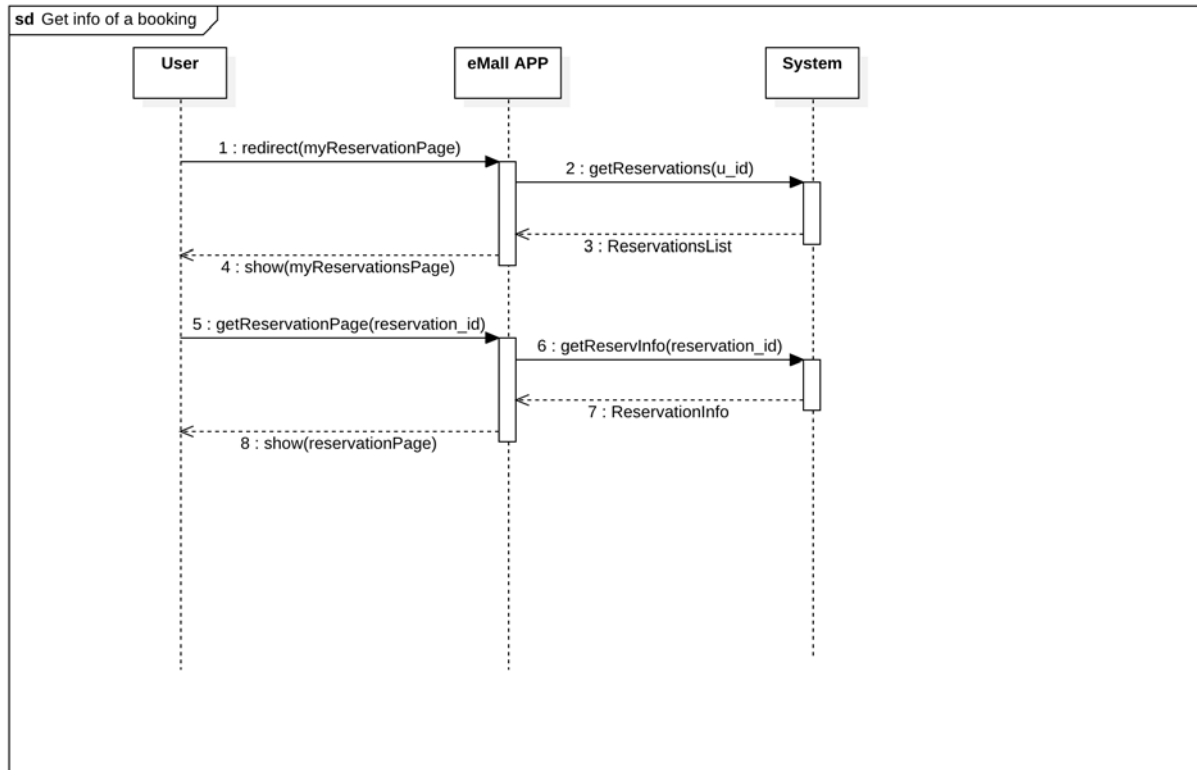 sd Get info of a booking
User
eMall APP
System
1 : redirect(myReservationPage)
2 : getReservations(u_id)
3 : ReservationsList
4 : show(myReservationsPage)
5 : getReservationPage(reservation_id)
6 : getReservInfo(reservation_id)
7 : ReservationInfo
8 : show(reservationPage)